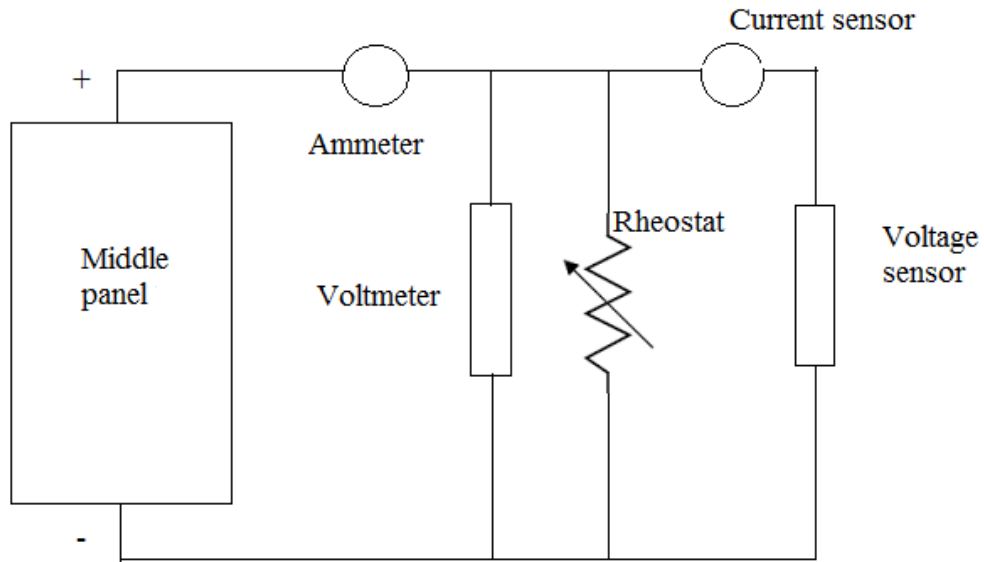 Current sensor
+
Ammeter
Rheostat
Voltage
sensor
Middle
panel
Voltmeter
-